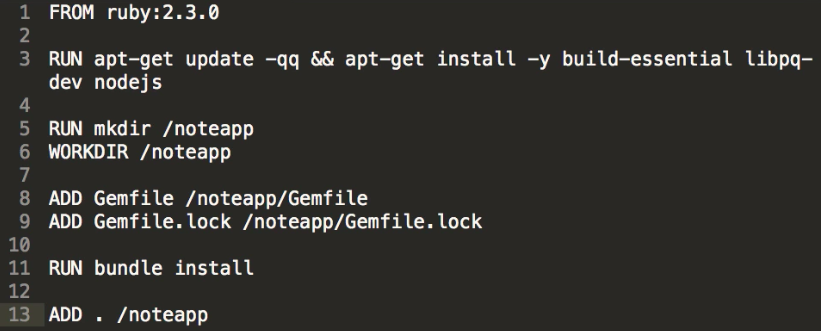 1 FROM ruby:2.3.0
2
3 RUN apt-get update -qq && apt-get install -y build-essential libpq-
dev nodejs
4
5 RUN mkdir /noteapp
6 WORKDIR /noteapp
7
8 ADD Gemfile /noteapp/Gemfile
9 ADD Gemfile.lock /noteapp/Gemfile.lock
10
11 RUN bundle install
12
13 ADD . /noteapp